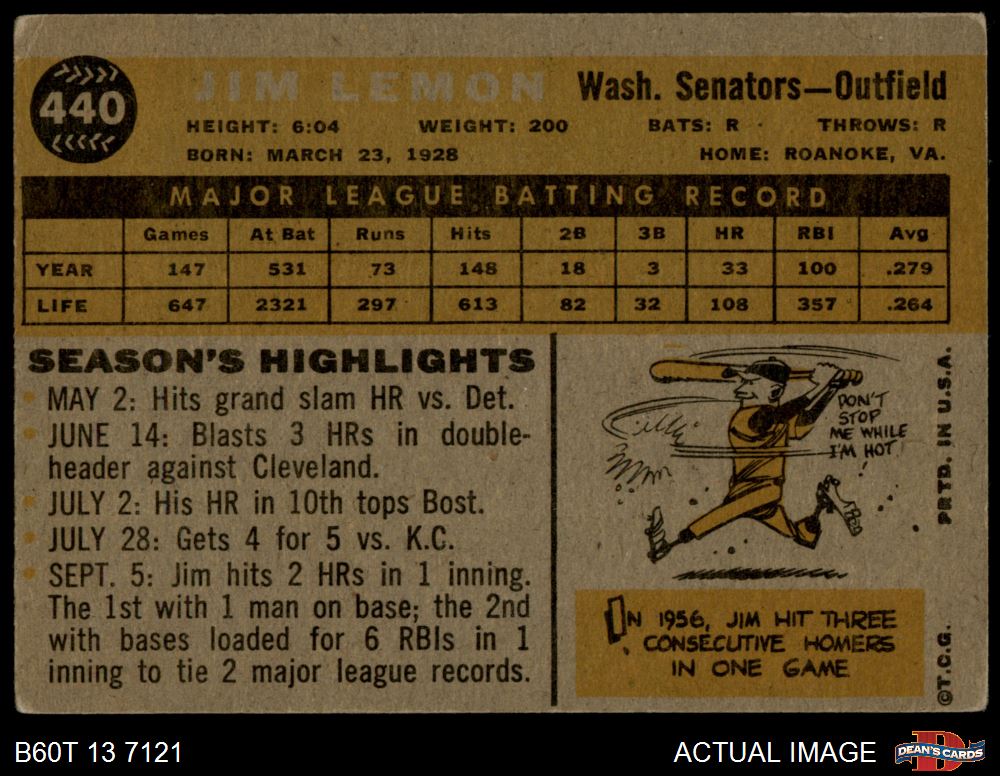 440
JIM LEMON
Wash. Senators—Outfield
HEIGHT: 6:04 WEIGHT: 200 BATS: R THROWS: R
BORN: MARCH 23, 1928 HOME: ROANOKE, VA.
MAJOR LEAGUE BATTING RECORD
Games At Bat Runs Hits 2B 3B HR RBI Avg
YEAR 147 531 73 148 18 3 33 100 .279
LIFE 647 2321 297 613 82 32 108 357 .264
SEASON'S HIGHLIGHTS
• MAY 2: Hits grand slam HR vs. Det.
• JUNE 14: Blasts 3 HRs in double-
header against Cleveland.
• JULY 2: His HR in 10th tops Bost.
• JULY 28: Gets 4 for 5 vs. K.C.
• SEPT. 5: Jim hits 2 HRs in 1 inning.
The 1st with 1 man on base; the 2nd
with bases loaded for 6 RBIs in 1
inning to tie 2 major league records.
DON'T
STOP
ME WHILE
I'M HOT
!
IN 1956, JIM HIT THREE
CONSECUTIVE HOMERS
IN ONE GAME
PRTD. IN U.S.A.
©T.C.G.
B60T 13 7121
ACTUAL IMAGE
DEAN'S CARDS